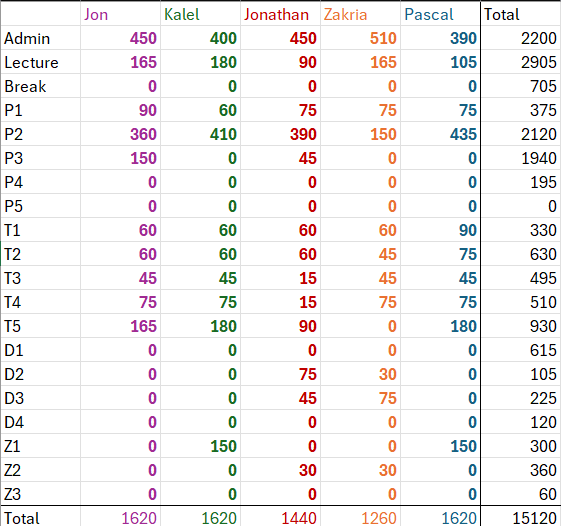 Jon Kalel Jonathan Zakria Pascal Total
Admin 450 400 450 510 390 2200
Lecture 165 180 90 165 105 2905
Break 0 0 0 0 0 705
P1 90 60 75 75 75 375
P2 360 410 390 150 435 2120
P3 150 0 45 0 0 1940
P4 0 0 0 0 0 195
P5 0 0 0 0 0 0
T1 60 60 60 60 90 330
T2 60 60 60 45 75 630
T3 45 45 15 45 45 495
T4 75 75 15 75 75 510
T5 165 180 90 0 180 930
D1 0 0 0 0 0 615
D2 0 0 75 30 0 105
D3 0 0 45 75 0 225
D4 0 0 0 0 0 120
Z1 0 150 0 0 150 300
Z2 0 0 30 30 0 360
Z3 0 0 0 0 0 60
Total 1620 1620 1440 1260 1620 15120